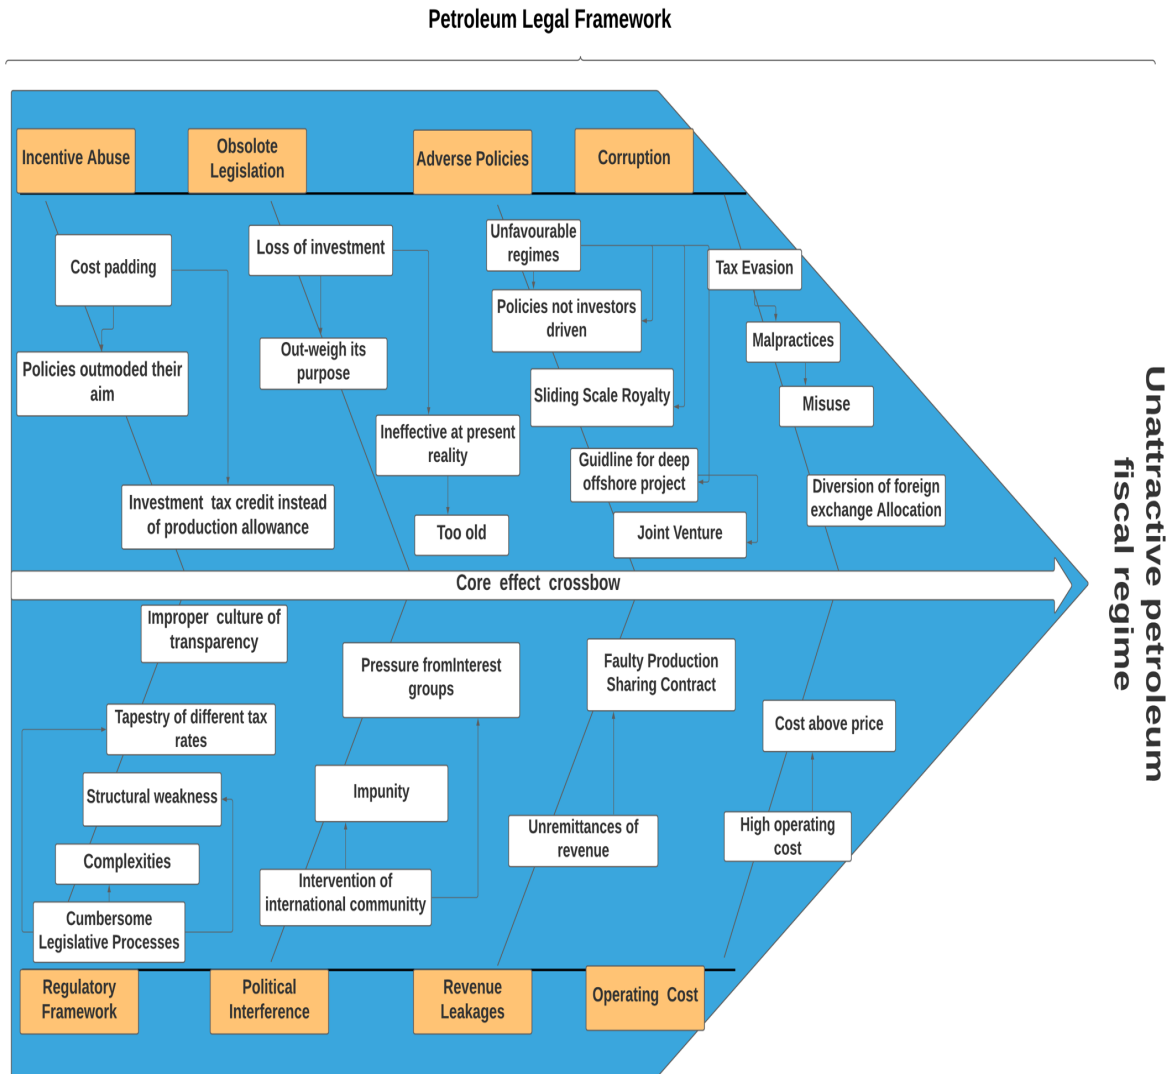 Petroleum Legal Framework
Incentive Abuse
Obsolote
Legislation
Adverse Policies
Corruption
Cost padding
Policies outmoded their
aim
Investment tax credit instead
of production allowance
Loss of investment
Out-weigh its
purpose
Ineffective at present
reality
Too old
Unfavourable
regimes
Policies not investors
driven
Sliding Scale Royalty
Guidline for deep
offshore project
Joint Venture
Tax Evasion
Malpractices
Misuse
Diversion of foreign
exchange Allocation
Core effect crossbow
Unattractive petroleum
fiscal regime
Improper culture of
transparency
Tapestry of different tax
rates
Structural weakness
Complexities
Cumbersome
Legislative Processes
Pressure fromInterest
groups
Impunity
Intervention of
international communitty
Faulty Production
Sharing Contract
Unremittances of
revenue
Cost above price
High operating
cost
Regulatory
Framework
Political
Interference
Revenue
Leakages
Operating Cost